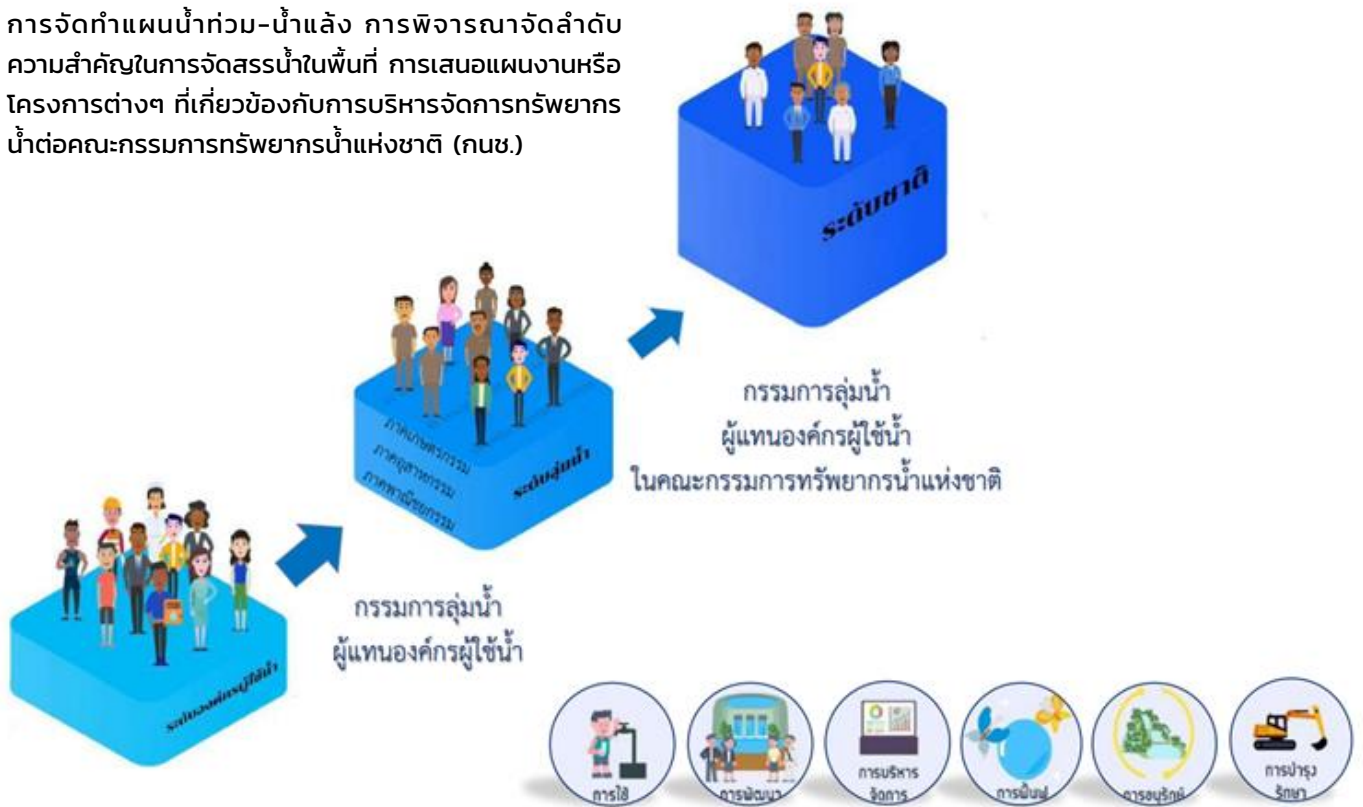 การจัดทำแผนน้ำท่วม-น้ำแล้ง การพิจารณาจัดลำดับ
ความสำคัญในการจัดสรรน้ำในพื้นที่ การเสนอแผนงานหรือ
โครงการต่างๆ ที่เกี่ยวข้องกับการบริหารจัดการทรัพยากร
น้ำต่อคณะกรรมการทรัพยากรน้ำแห่งชาติ (กนช.)
ระดับชาติ
กรรมการลุ่มน้ำ
ผู้แทนองค์กรผู้ใช้น้ำ
ในคณะกรรมการทรัพยากรน้ำแห่งชาติ
ภาคเกษตรกรรม
ภาคอุสาหกรรม
ภาคพาณิชยกรรม
ระดับลุ่มน้ำ
กรรมการลุ่มน้ำ
ผู้แทนองค์กรผู้ใช้น้ำ
ระดับองค์กรผู้ใช้น้ำ
การใช้
การพัฒนา
การบริหาร
จัดการ
การฟื้นฟู
การอนุรักษ์
การบำรุง
รักษา